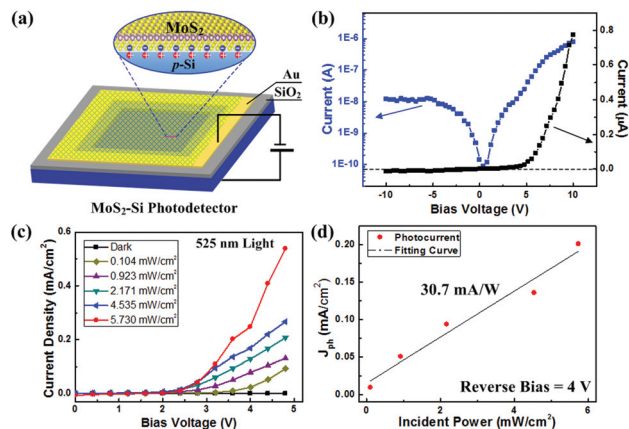 (a)
MoS₂
p-Si
Au
SiO₂
MoS₂-Si Photodetector
(b)
Current (A)
1E-6
1E-7
1E-8
1E-9
1E-10
-10
-5
0
5
10
Bias Voltage (V)
0.8
0.4
0.0
Current (μA)
(c)
Current Density (mA/cm²)
0.6
0.4
0.2
0.0
Dark
0.104 mW/cm²
0.923 mW/cm²
2.171 mW/cm²
4.535 mW/cm²
5.730 mW/cm²
525 nm Light
0
1
2
3
4
5
Bias Voltage (V)
(d)
Jph (mA/cm²)
0.20
0.15
0.10
0.05
0.00
Photocurrent
Fitting Curve
30.7 mA/W
Reverse Bias = 4 V
0
2
4
6
Incident Power (mW/cm²)